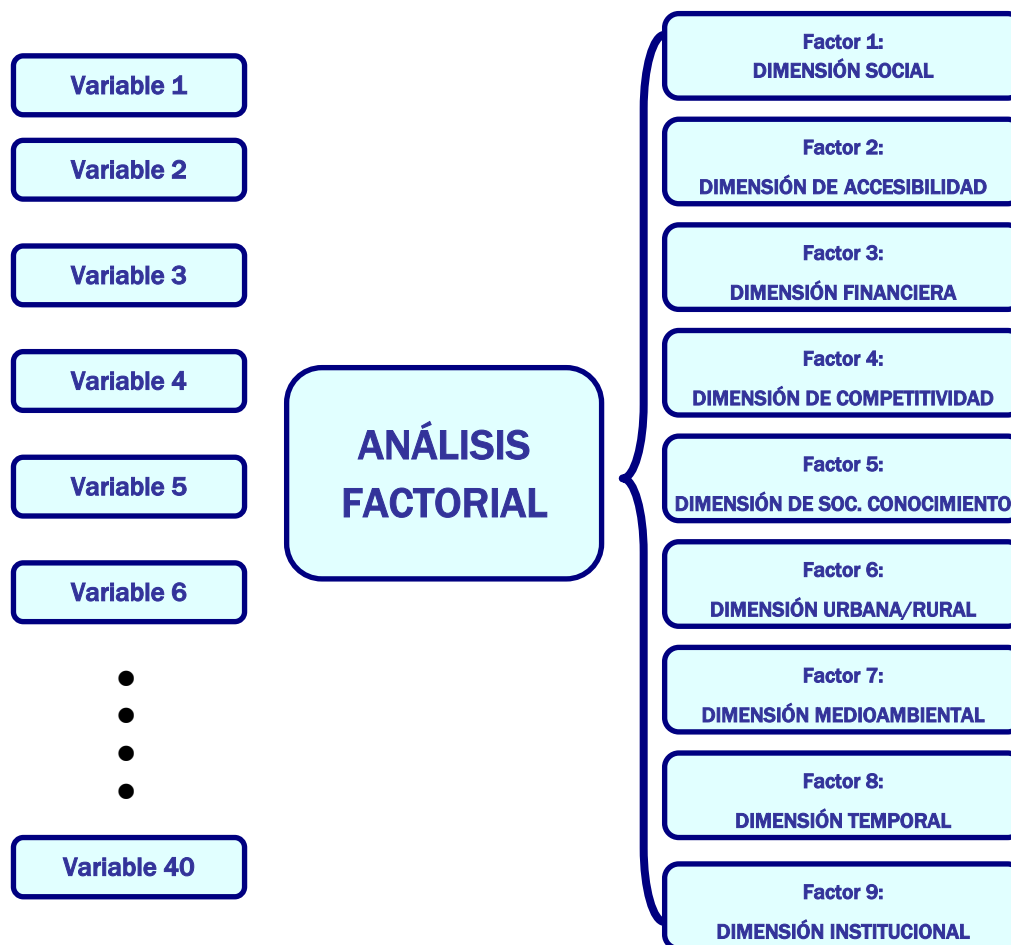 Variable 1
Variable 2
Variable 3
Variable 4
Variable 5
Variable 6
Variable 40
ANÁLISIS
FACTORIAL
Factor 1:
DIMENSIÓN SOCIAL
Factor 2:
DIMENSIÓN DE ACCESIBILIDAD
Factor 3:
DIMENSIÓN FINANCIERA
Factor 4:
DIMENSIÓN DE COMPETITIVIDAD
Factor 5:
DIMENSIÓN DE SOC. CONOCIMIENTO
Factor 6:
DIMENSIÓN URBANA/RURAL
Factor 7:
DIMENSIÓN MEDIOAMBIENTAL
Factor 8:
DIMENSIÓN TEMPORAL
Factor 9:
DIMENSIÓN INSTITUCIONAL